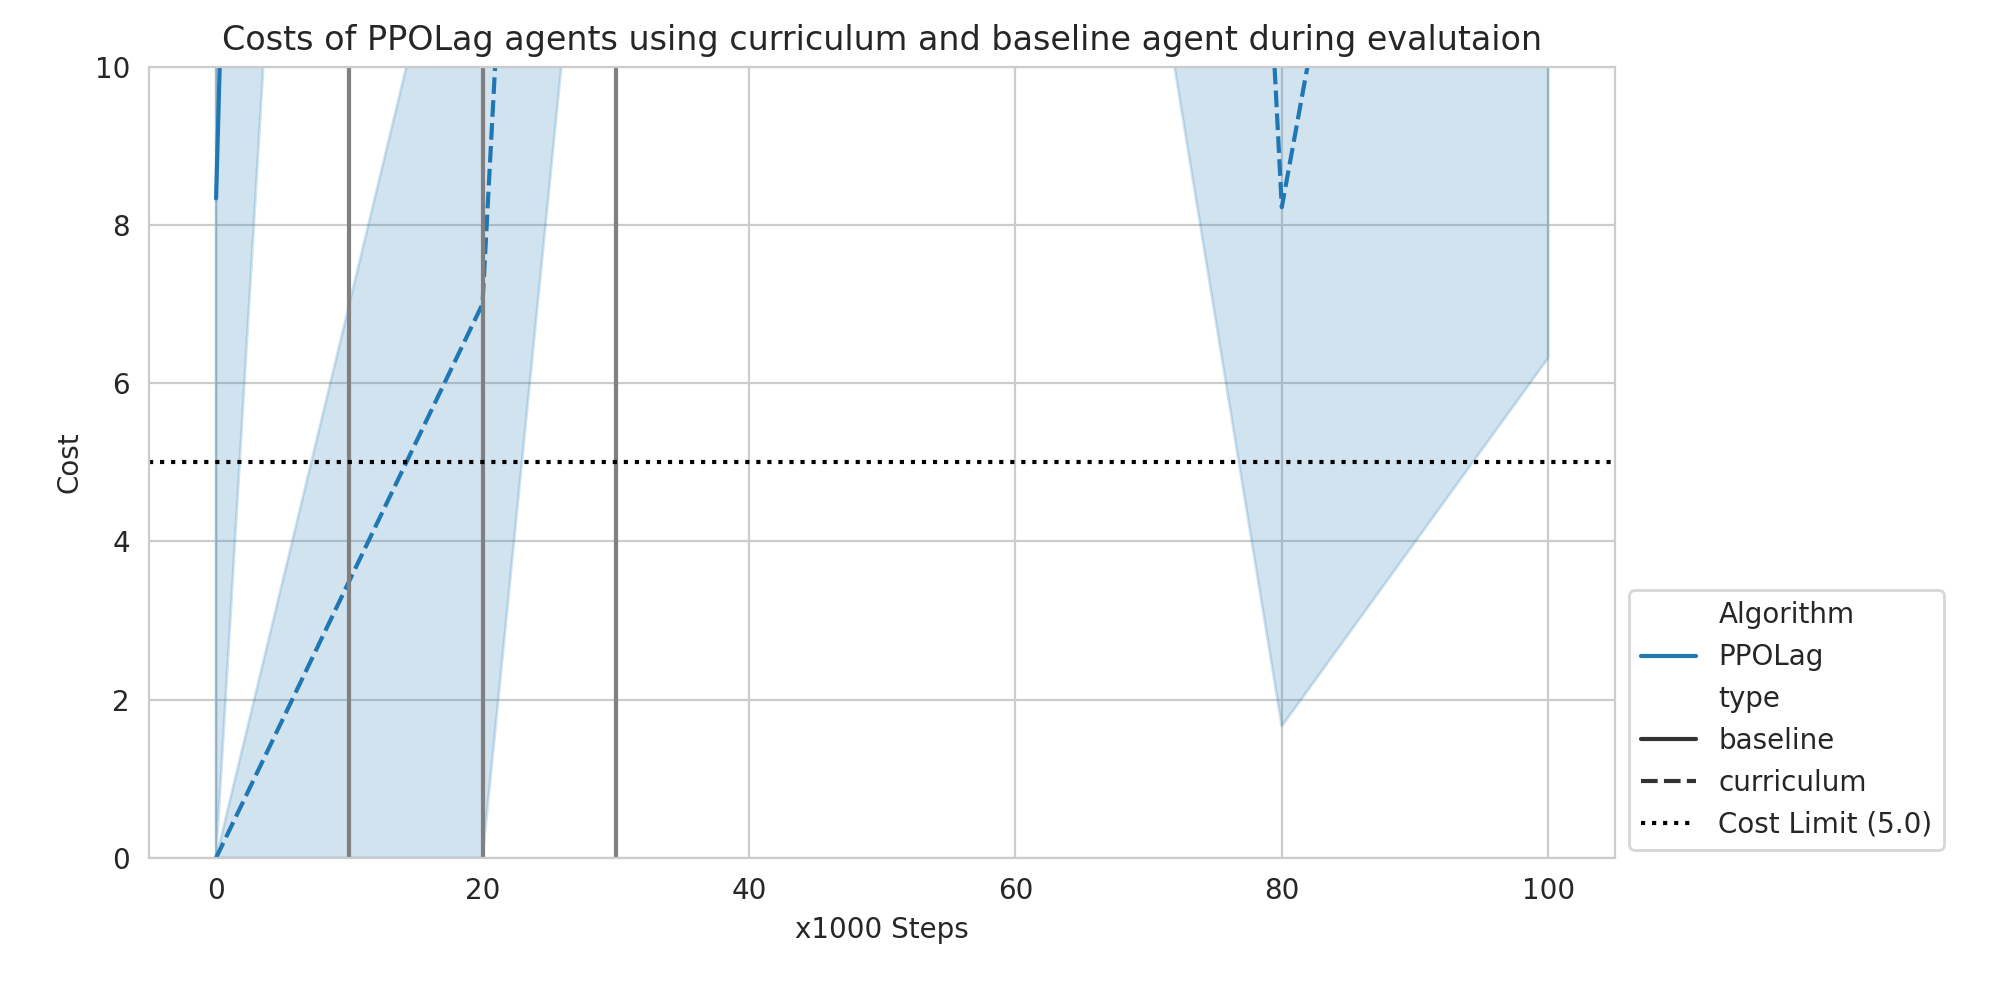 Costs of PPOLag agents using curriculum and baseline agent during evalutaion
10
8
6
4
2
0
Cost
0 20 40 60 80 100
x1000 Steps
Algorithm
PPOLag
type
baseline
curriculum
Cost Limit (5.0)